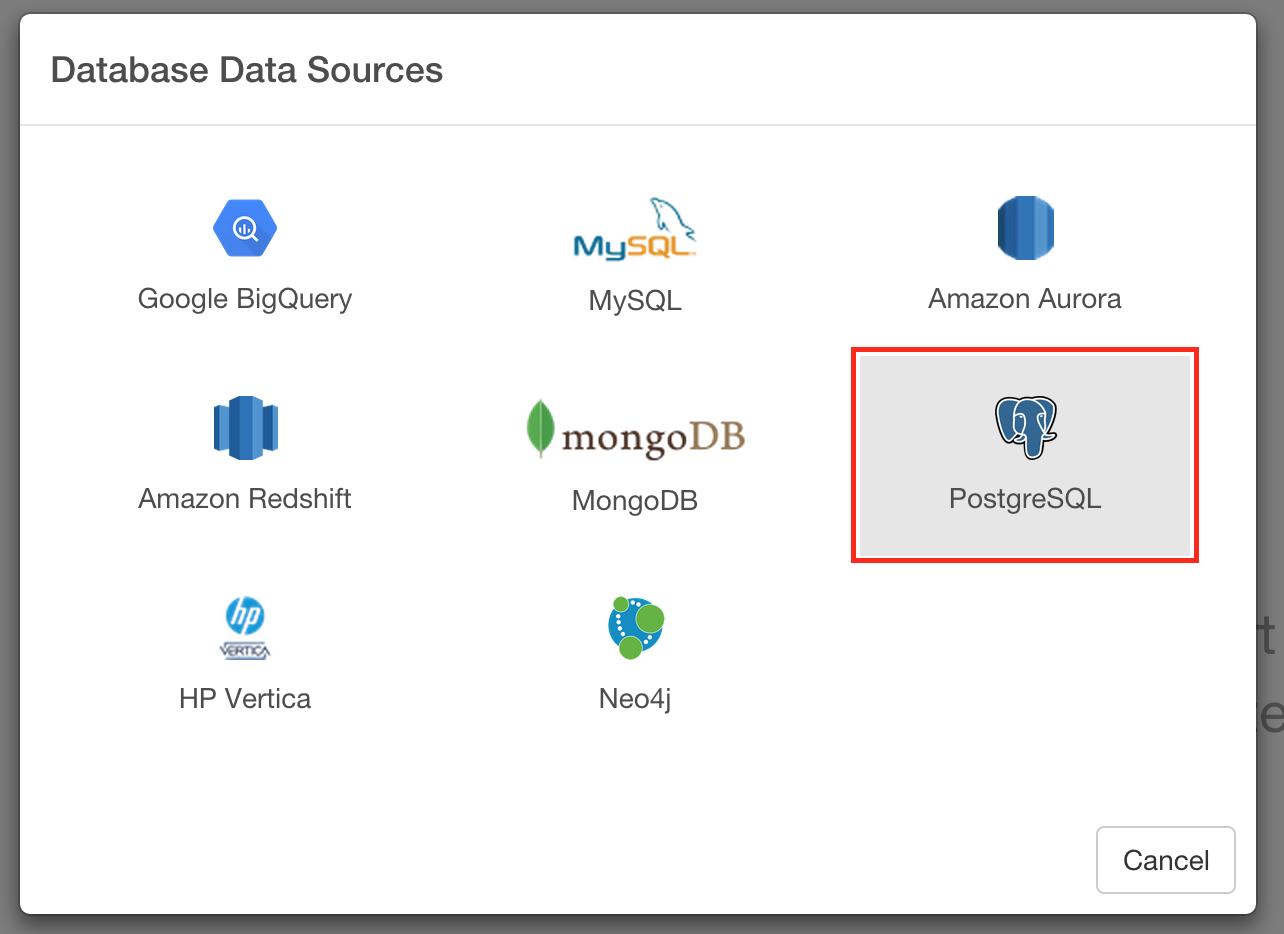 Database Data Sources
MySQL
Google BigQuery
MySQL
Amazon Aurora
mongoDB
Amazon Redshift
MongoDB
PostgreSQL
hp
VERTICA
HP Vertica
Neo4j
Cancel